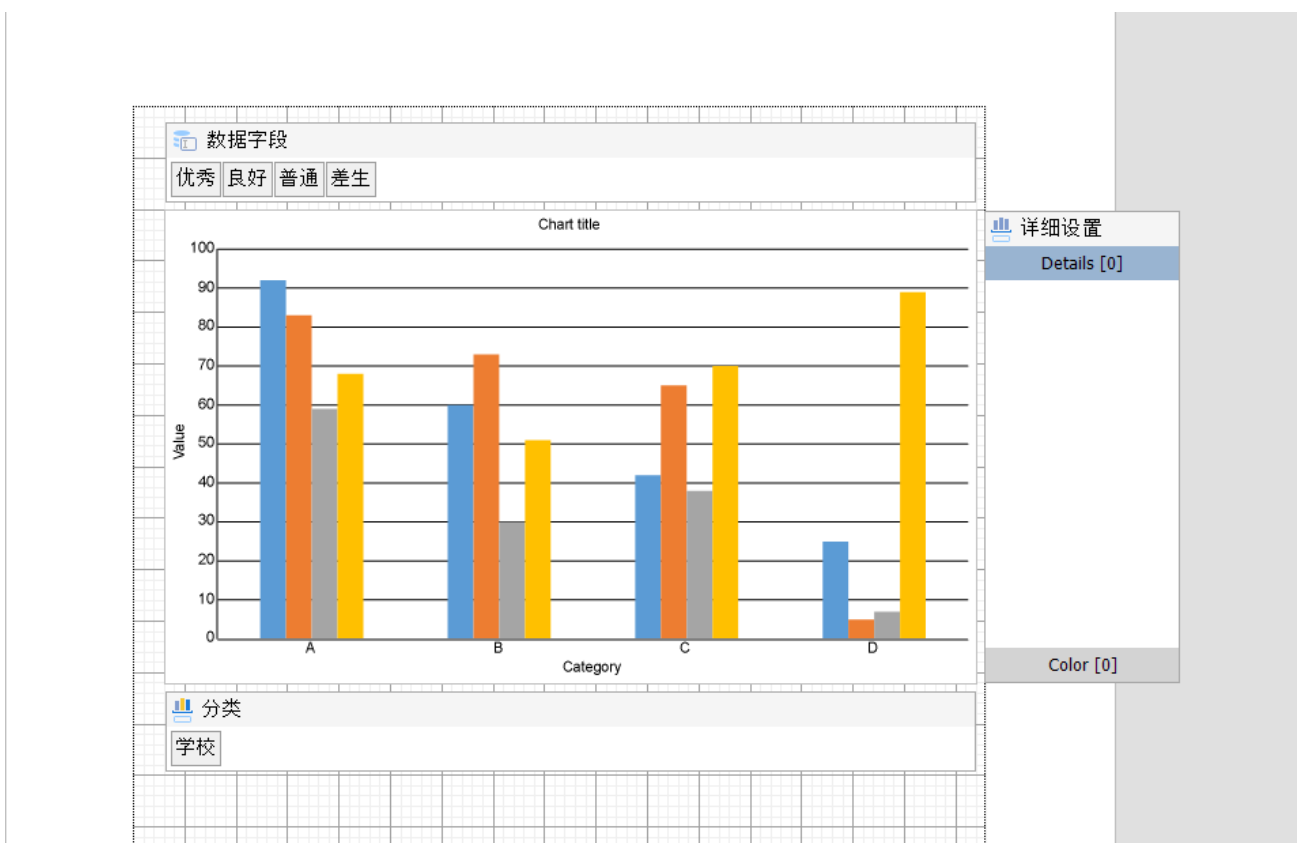 数据字段
优秀 良好 普通 差生
Chart title
详细设置
Details [0]
100
90
80
70
60
50
40
30
20
10
0
Value
A B C D
Category
Color [0]
分类
学校